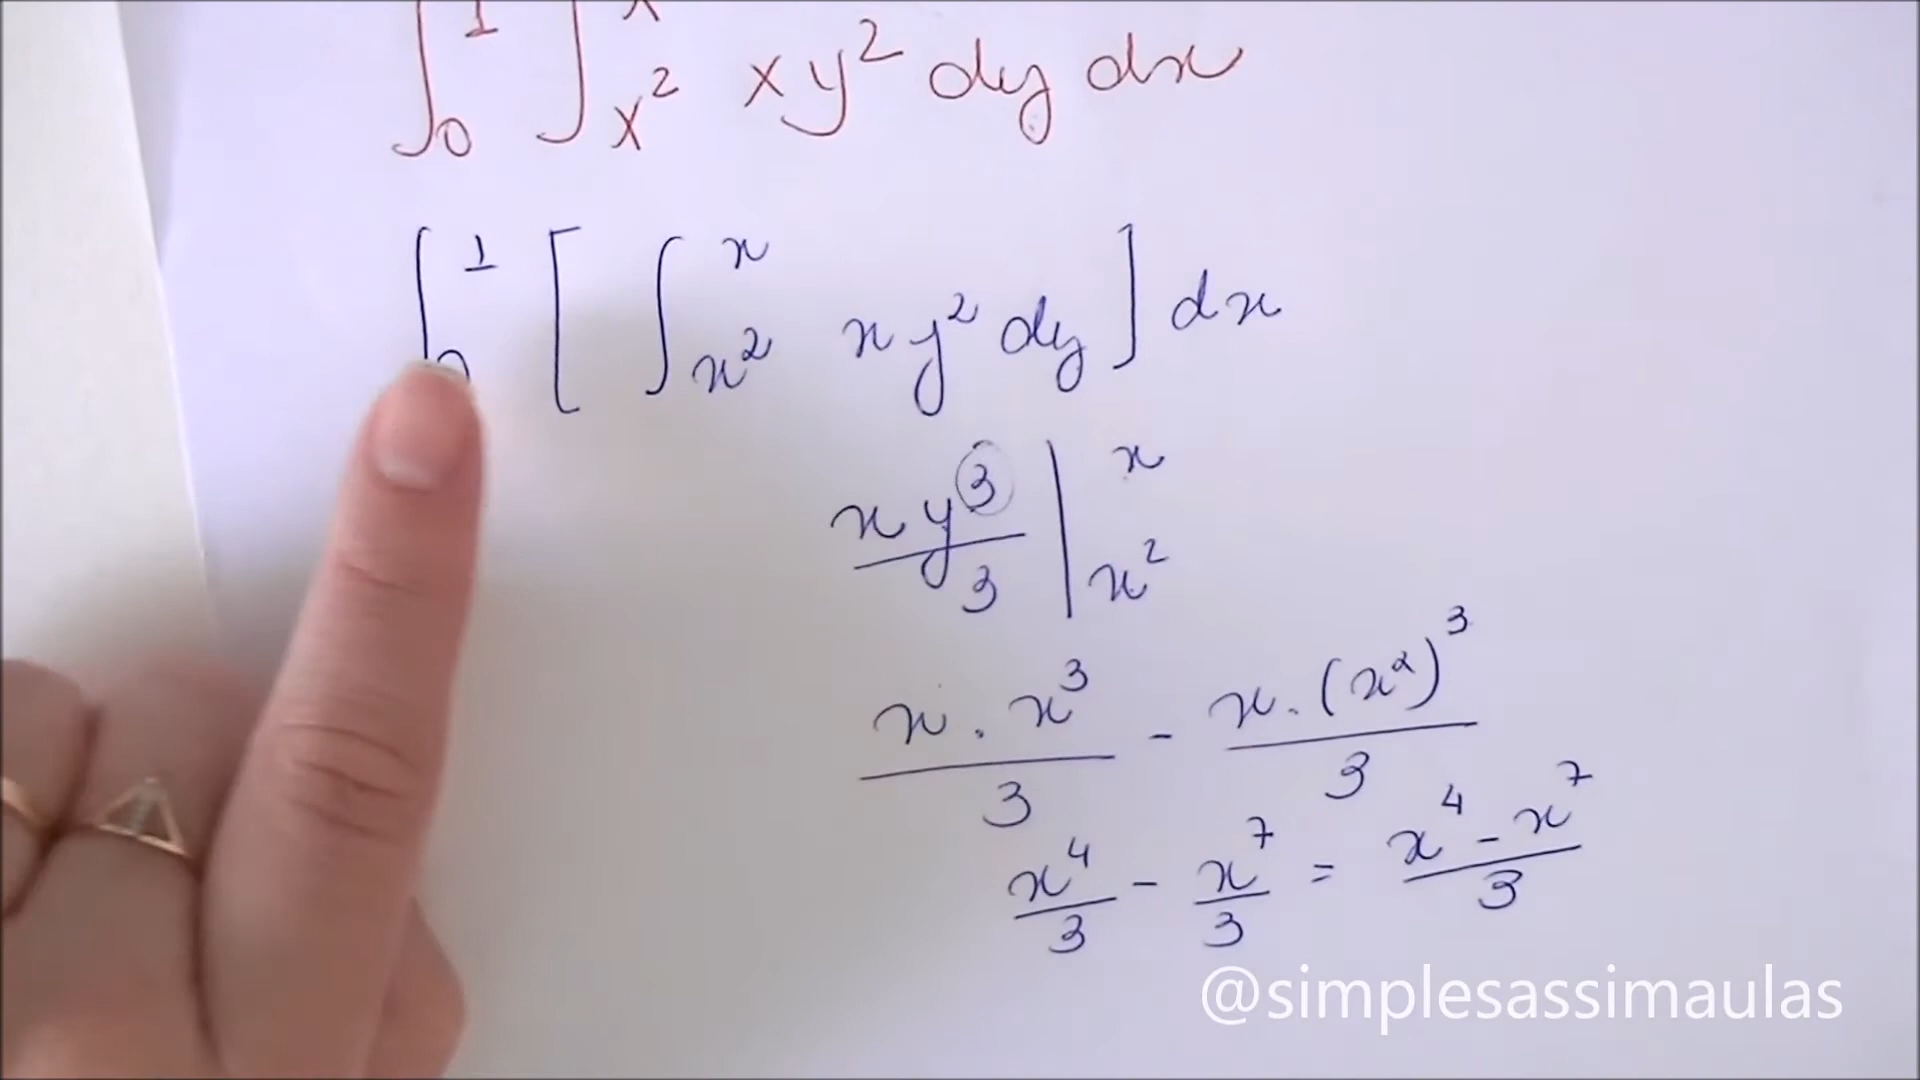 ∫₀¹ ∫ₓ₂ˣ xy² dy dx
∫₀¹ [ ∫ₓ₂ˣ xy² dy ] dx
xy³/3 |ₓ₂ˣ
x . x³/3 - x . (x²)³/3
x⁴/3 - x⁷/3 = x⁴ - x⁷/3
@simplesassimaulas